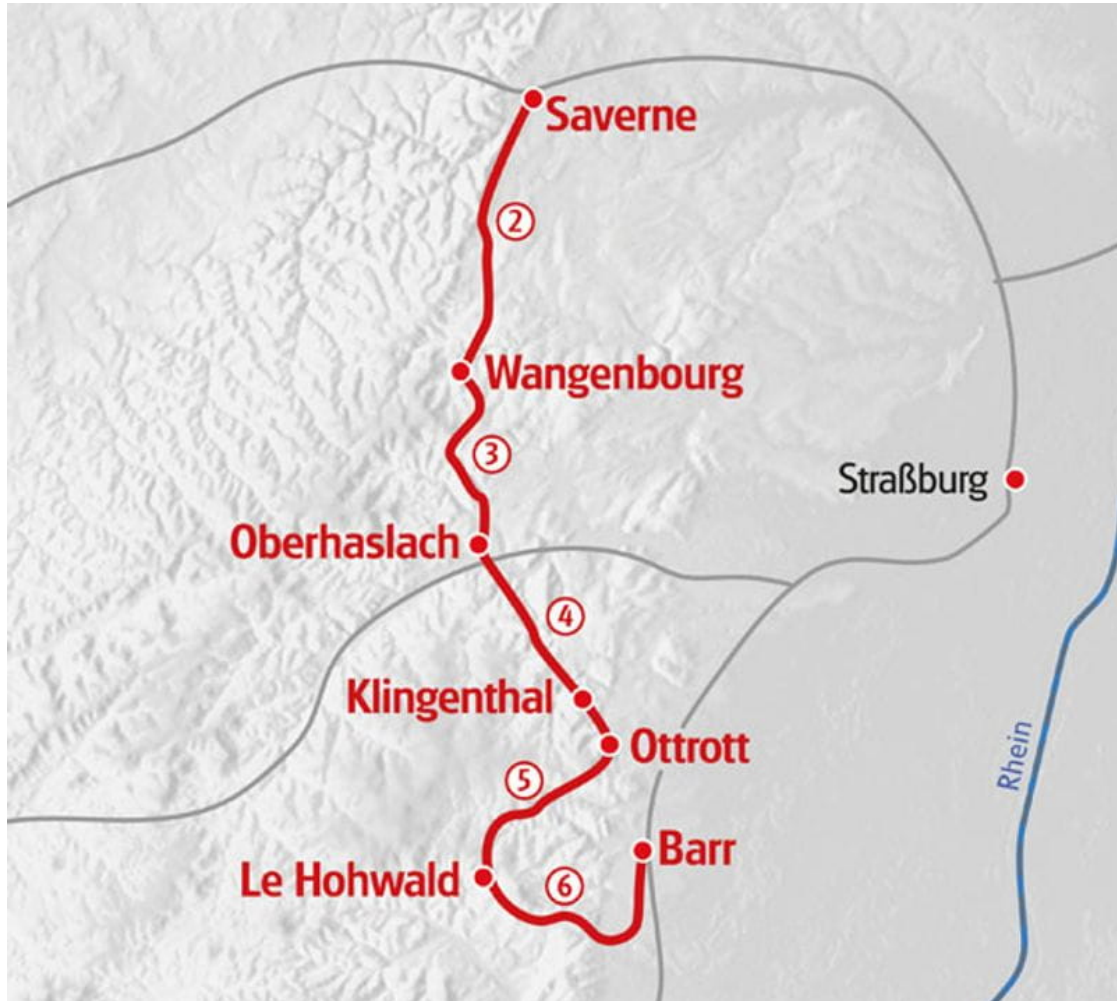 Saverne
②
Wangenbourg
③
Straßburg
Oberhaslach
④
Klingenthal
Ottrott
Rhein
⑤
Barr
Le Hohwald
⑥